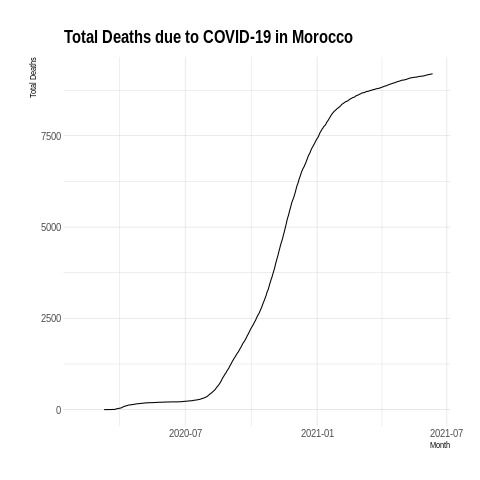 Total Deaths due to COVID-19 in Morocco
Total Deaths
7500
5000
2500
0
2020-07
2021-01
2021-07
Month